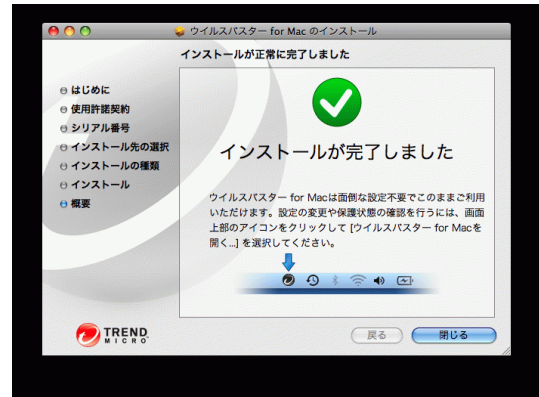 ウイルスバスター for Mac のインストール
インストールが正常に完了しました
はじめに
使用許諾契約
シリアル番号
インストール先の選択
インストールの種類
インストール
概要
インストールが完了しました
ウイルスバスター for Macは面倒な設定不要でこのままご利用
いただけます。設定の変更や保護状態の確認を行うには、画面
上部のアイコンをクリックして [ウイルスバスター for Macを
開く...] を選択してください。
TREND
MICRO
戻る
閉じる